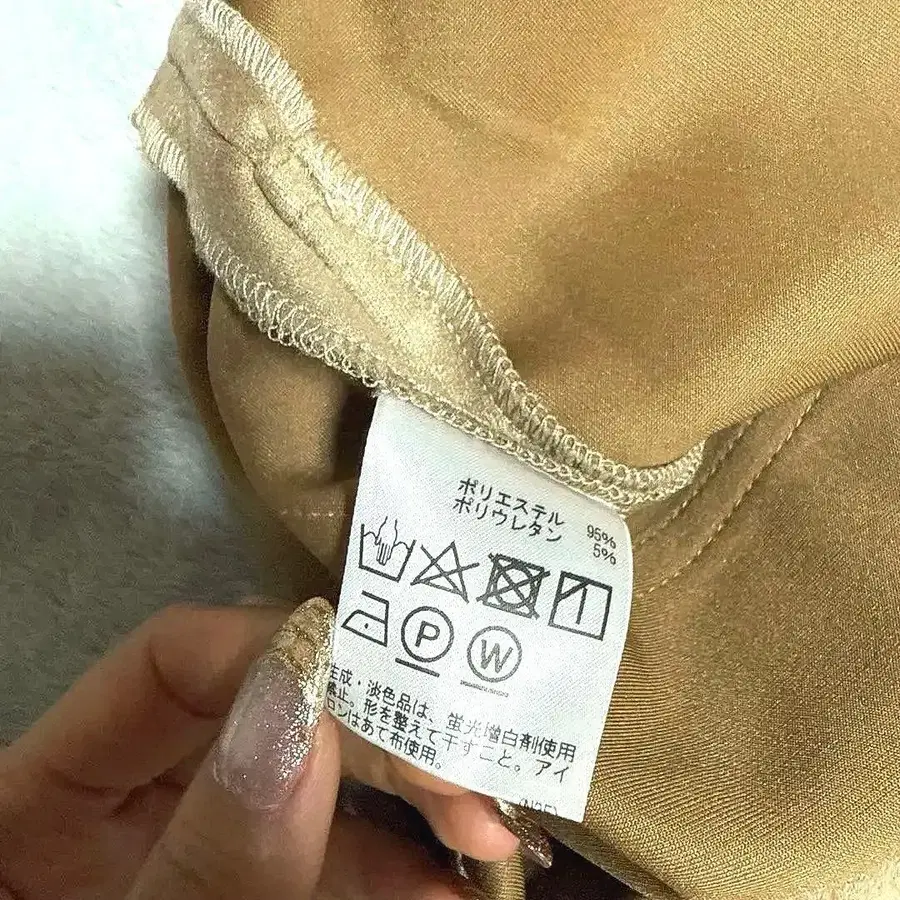 ポリエステル 95%
ポリウレタン 5%
P W
生成・淡色品は、蛍光増白剤使用
禁止。形を整えて干すこと。アイ
ロンはあて布使用。